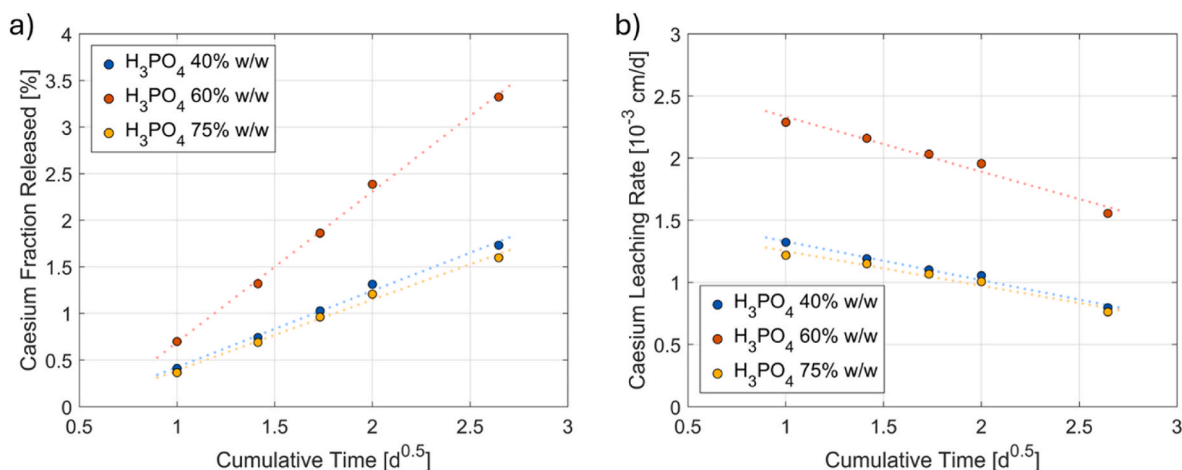 a)
Caesium Fraction Released [%]
4
3.5
3
2.5
2
1.5
1
0.5
0
H3PO4 40% w/w
H3PO4 60% w/w
H3PO4 75% w/w
0.5 1 1.5 2 2.5 3
Cumulative Time [d^0.5]
b)
Caesium Leaching Rate [10^-3 cm/d]
3
2.5
2
1.5
1
0.5
0
H3PO4 40% w/w
H3PO4 60% w/w
H3PO4 75% w/w
0.5 1 1.5 2 2.5 3
Cumulative Time [d^0.5]